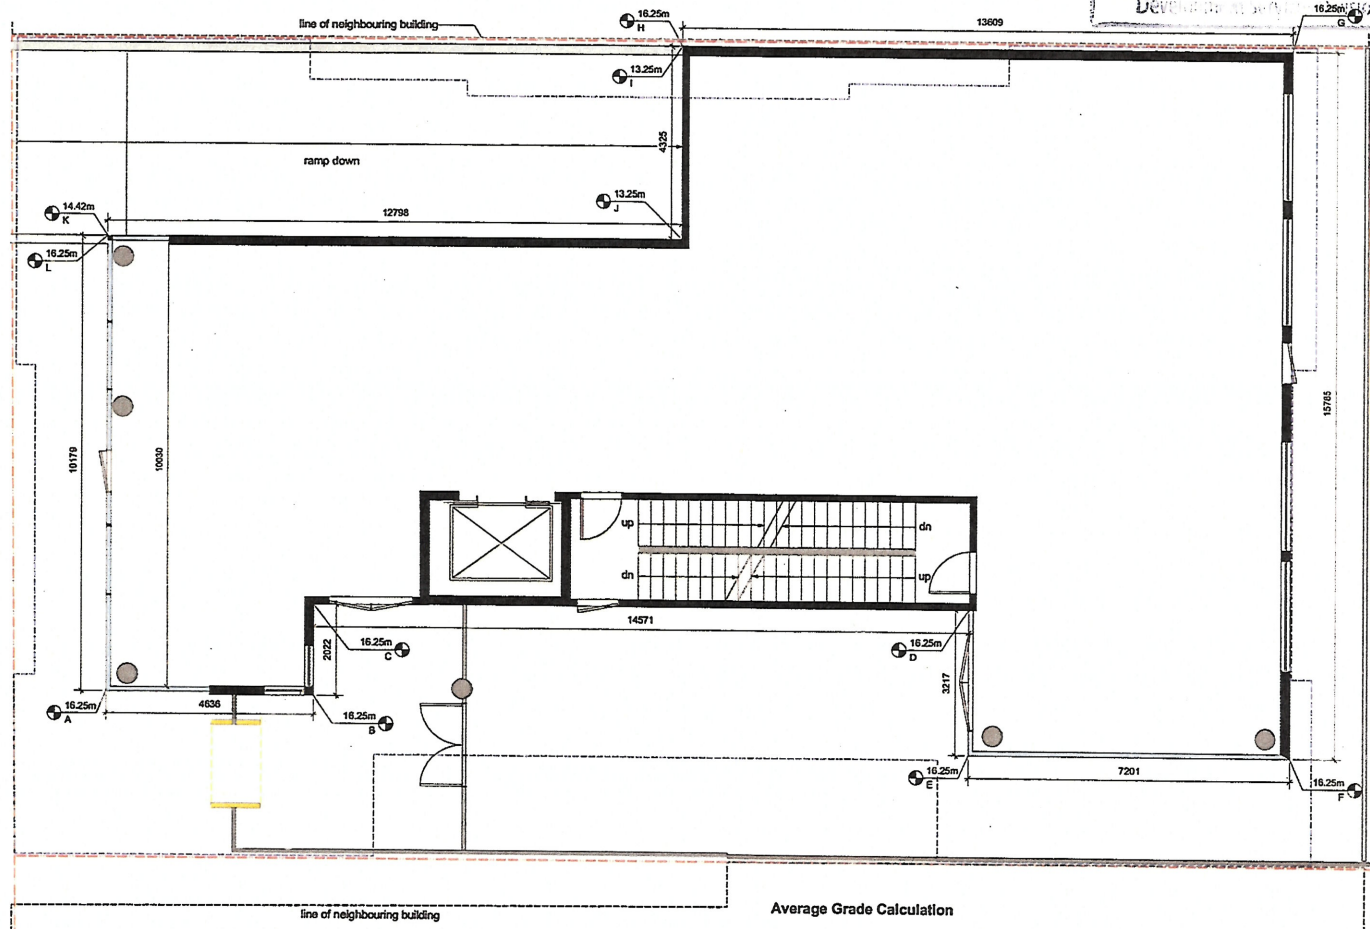 line of neighbouring building
16.25m
H
13609
16.25m
G
13.25m
I
4325
ramp down
13.25m
J
14.42m
K
12798
16.25m
L
10179
10030
15785
up
dn
dn
up
14571
16.25m
C
2022
16.25m
D
3217
16.25m
A
4636
16.25m
B
16.25m
E
7201
16.25m
F
line of neighbouring building
Average Grade Calculation